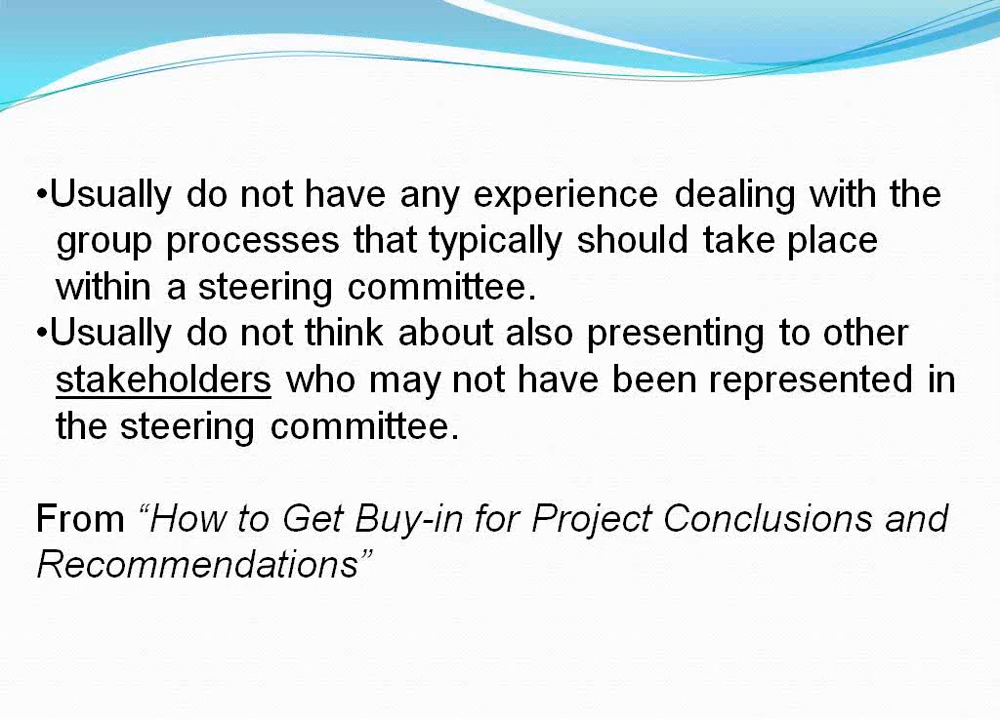 •Usually do not have any experience dealing with the
group processes that typically should take place
within a steering committee.
•Usually do not think about also presenting to other
stakeholders who may not have been represented in
the steering committee.
From “How to Get Buy-in for Project Conclusions and
Recommendations”